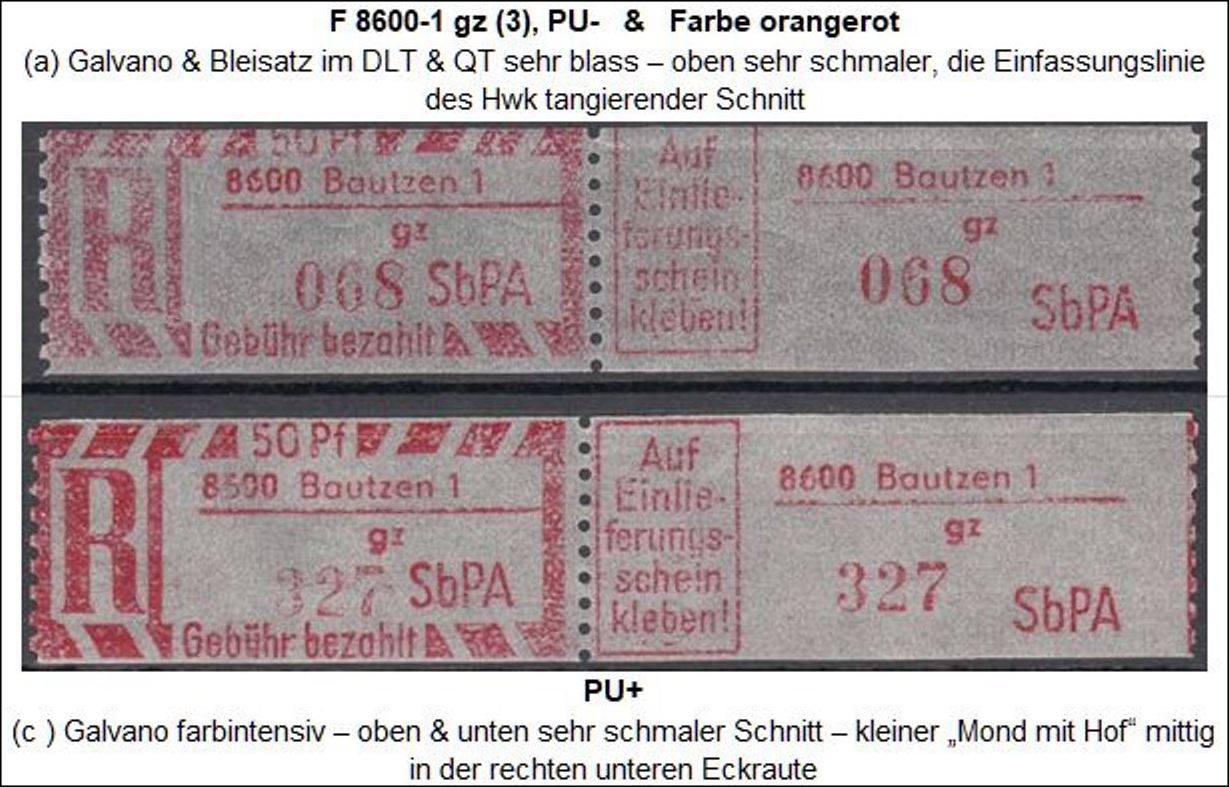 F 8600-1 gz (3), PU- & Farbe orangerot
(a) Galvano & Bleisatz im DLT & QT sehr blass – oben sehr schmaler, die Einfassungslinie
des Hwk tangierender Schnitt
50 Pf
R
8600 Bautzen 1
gz
068 SbPA
Gebühr bezahlt
Auf
Einlie-
ferungs-
schein
kleben!
8600 Bautzen 1
gz
068
SbPA
50 Pf
R
8600 Bautzen 1
gz
327 SbPA
Gebühr bezahlt
Auf
Einlie-
ferungs-
schein
kleben!
8600 Bautzen 1
gz
327
SbPA
PU+
(c ) Galvano farbintensiv – oben & unten sehr schmaler Schnitt – kleiner „Mond mit Hof“ mittig
in der rechten unteren Eckraute